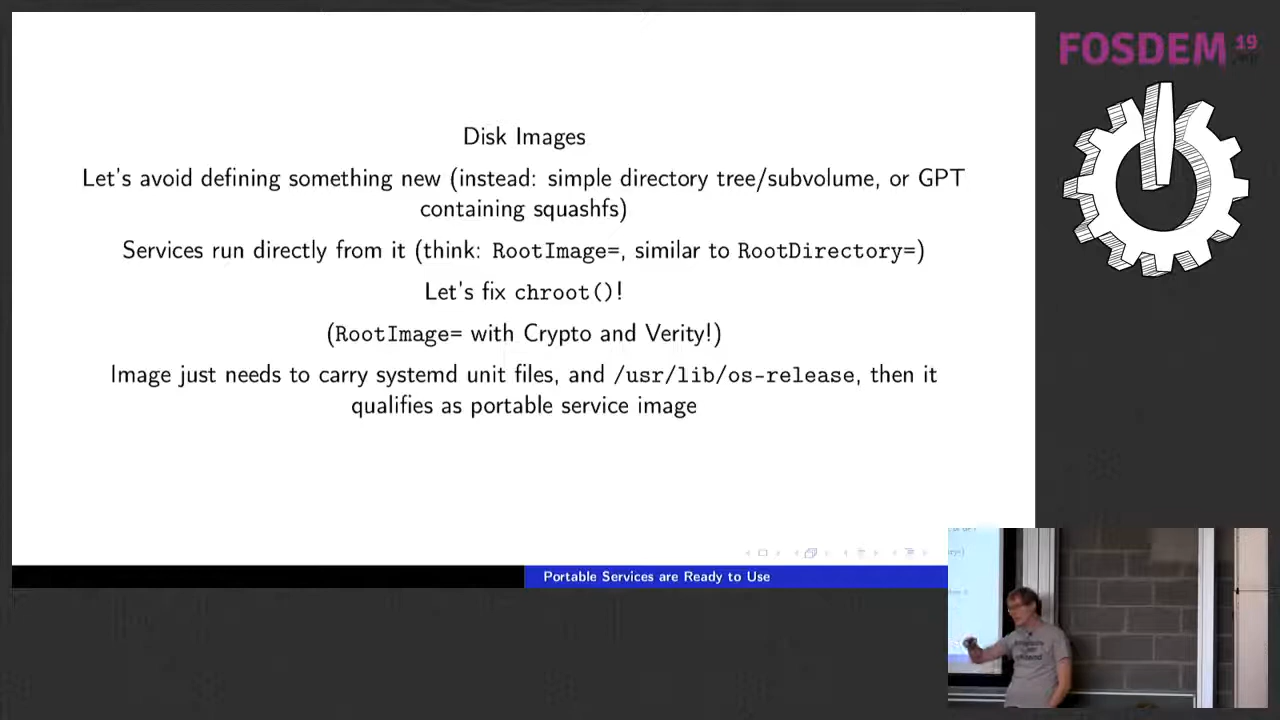 FOSDEM 19
Disk Images
Let's avoid defining something new (instead: simple directory tree/subvolume, or GPT
containing squashfs)
Services run directly from it (think: RootImage=, similar to RootDirectory=)
Let's fix chroot()!
(RootImage= with Crypto and Verity!)
Image just needs to carry systemd unit files, and /usr/lib/os-release, then it
qualifies as portable service image
Portable Services are Ready to Use